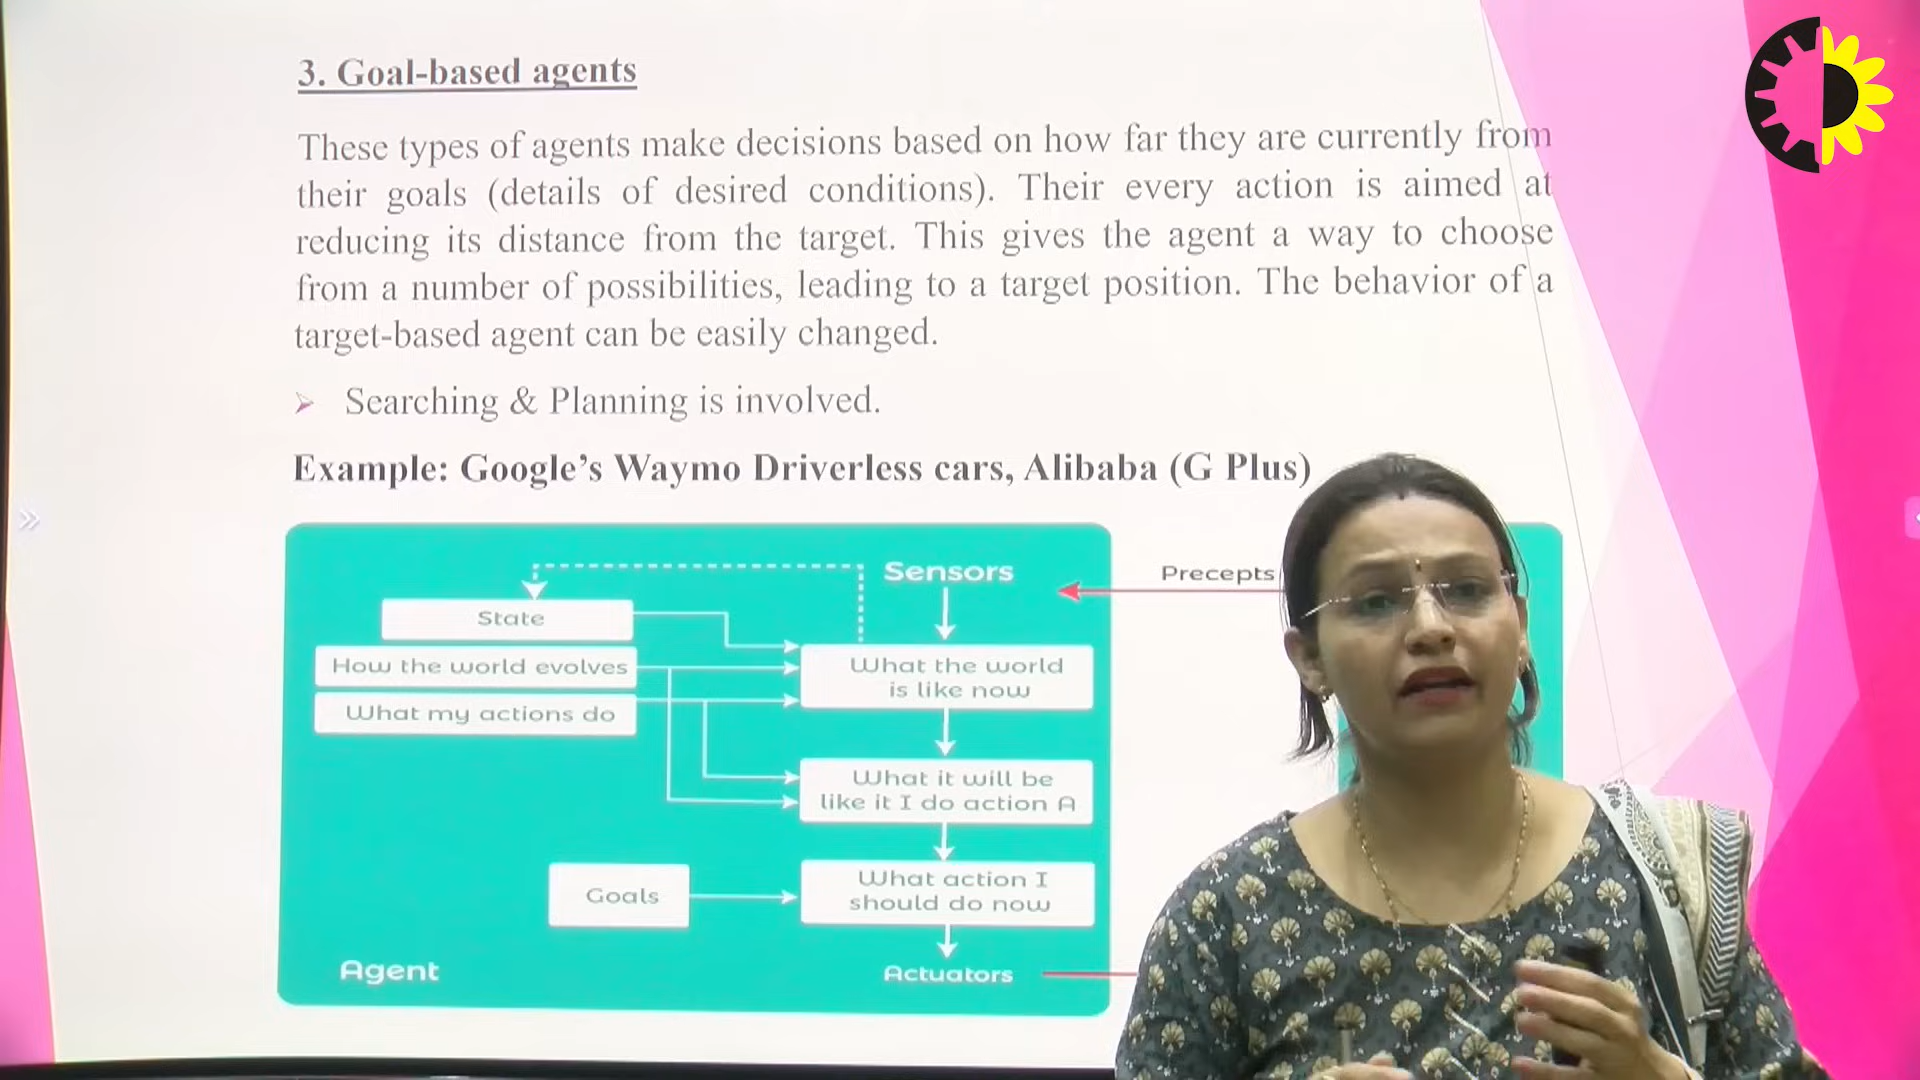 3. Goal-based agents
These types of agents make decisions based on how far they are currently from
their goals (details of desired conditions). Their every action is aimed at
reducing its distance from the target. This gives the agent a way to choose
from a number of possibilities, leading to a target position. The behavior of a
target-based agent can be easily changed.
Searching & Planning is involved.
Example: Google's Waymo Driverless cars, Alibaba (G Plus)
Sensors
Precepts
State
How the world evolves
What my actions do
What the world
is like now
What it will be
like it I do action A
Goals
What action I
should do now
Agent
Actuators